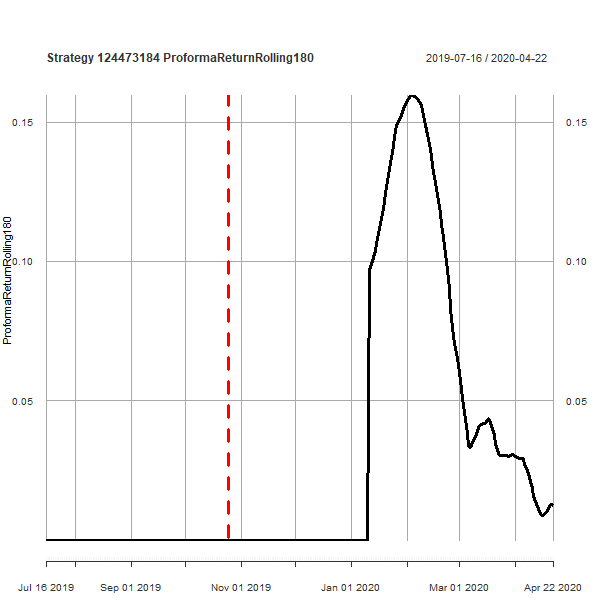 Strategy 124473184 ProformaReturnRolling180 2019-07-16 / 2020-04-22
0.15 0.15
0.10 0.10
0.05 0.05
ProformaReturnRolling180
Jul 16 2019 Sep 01 2019 Nov 01 2019 Jan 01 2020 Mar 01 2020 Apr 22 2020